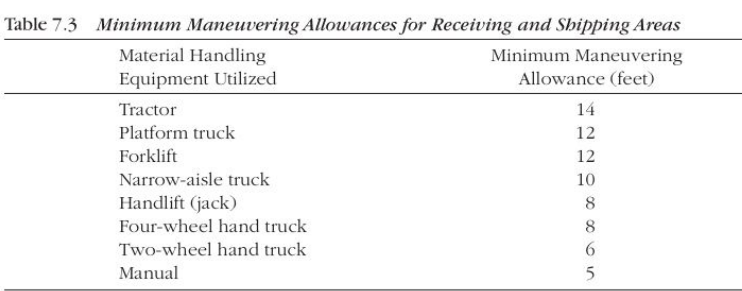 Table 7.3 Minimum Maneuvering Allowances for Receiving and Shipping Areas
Material Handling Minimum Maneuvering
Equipment Utilized Allowance (feet)
Tractor 14
Platform truck 12
Forklift 12
Narrow-aisle truck 10
Handlift (jack) 8
Four-wheel hand truck 8
Two-wheel hand truck 6
Manual 5